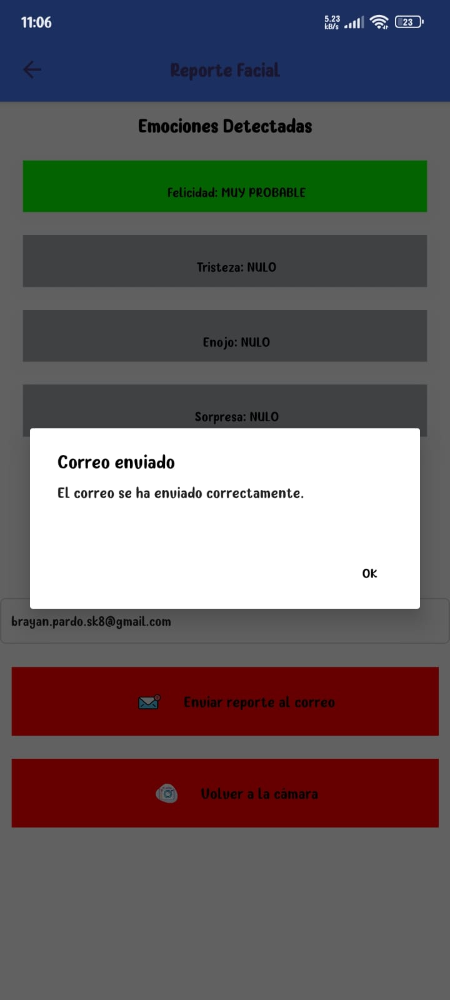 11:06
5.23
kB/s
23
Reporte Facial
Emociones Detectadas
Felicidad: MUY PROBABLE
Tristeza: NULO
Enojo: NULO
Sorpresa: NULO
Correo enviado
El correo se ha enviado correctamente.
OK
brayan.pardo.sk8@gmail.com
Enviar reporte al correo
Volver a la cámara